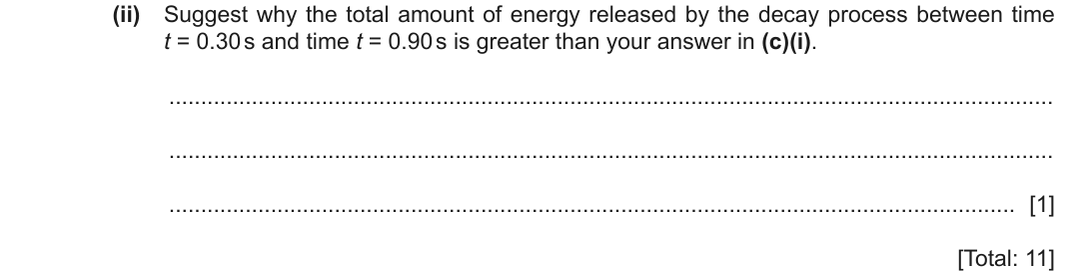 (ii) Suggest why the total amount of energy released by the decay process between time
t = 0.30 s and time t = 0.90 s is greater than your answer in (c)(i).
[1]
[Total: 11]